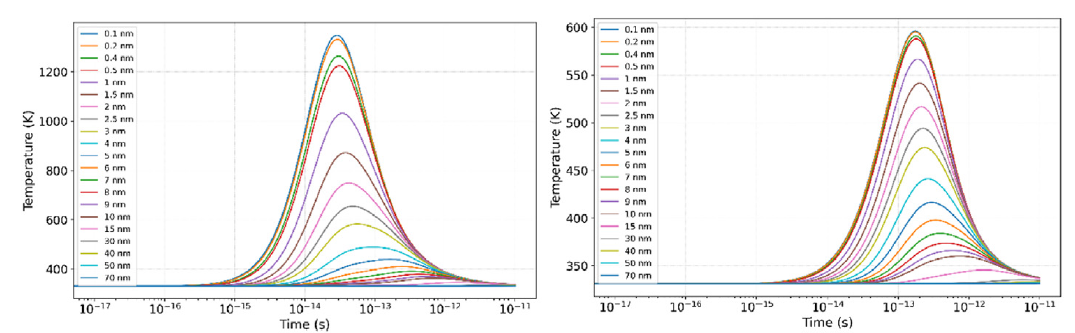 0.1 nm
0.2 nm
0.4 nm
0.5 nm
1 nm
1.5 nm
2 nm
2.5 nm
3 nm
4 nm
5 nm
6 nm
7 nm
8 nm
9 nm
10 nm
15 nm
30 nm
40 nm
50 nm
70 nm
1200
1000
800
600
400
Temperature (K)
10⁻¹⁷ 10⁻¹⁶ 10⁻¹⁵ 10⁻¹⁴ 10⁻¹³ 10⁻¹² 10⁻¹¹
Time (s)
0.1 nm
0.2 nm
0.4 nm
0.5 nm
1 nm
1.5 nm
2 nm
2.5 nm
3 nm
4 nm
5 nm
6 nm
7 nm
8 nm
9 nm
10 nm
15 nm
30 nm
40 nm
50 nm
70 nm
600
550
500
450
400
350
Temperature (K)
10⁻¹⁷ 10⁻¹⁶ 10⁻¹⁵ 10⁻¹⁴ 10⁻¹³ 10⁻¹² 10⁻¹¹
Time (s)